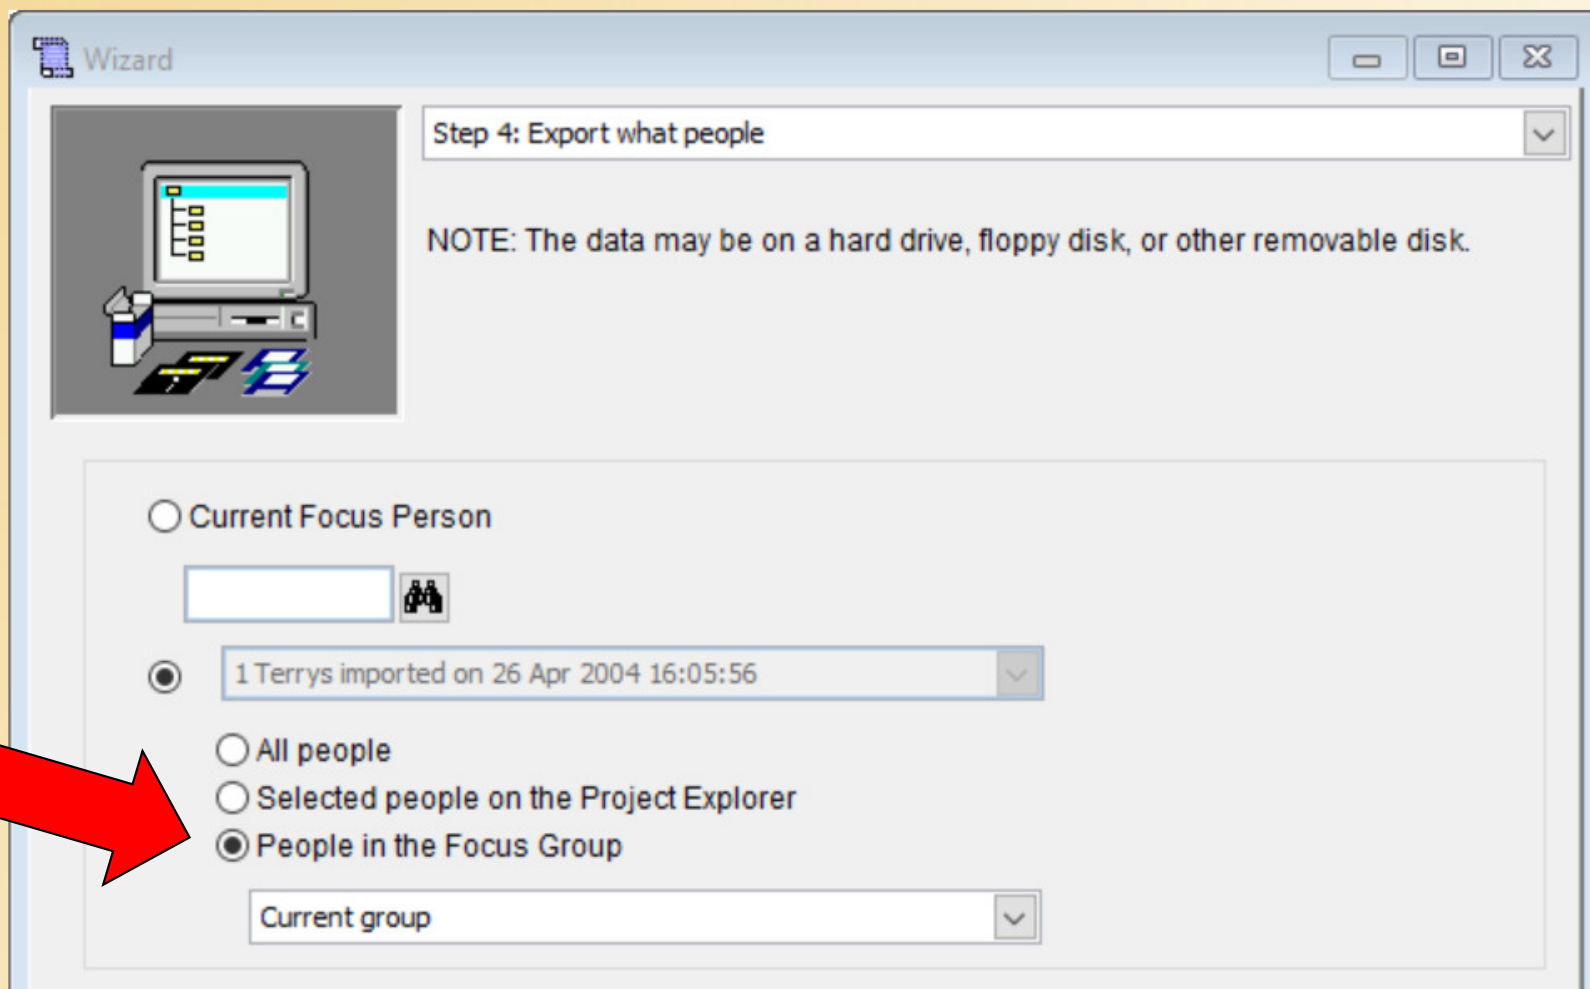 Wizard
Step 4: Export what people
NOTE: The data may be on a hard drive, floppy disk, or other removable disk.
Current Focus Person
1 Terrys imported on 26 Apr 2004 16:05:56
All people
Selected people on the Project Explorer
People in the Focus Group
Current group